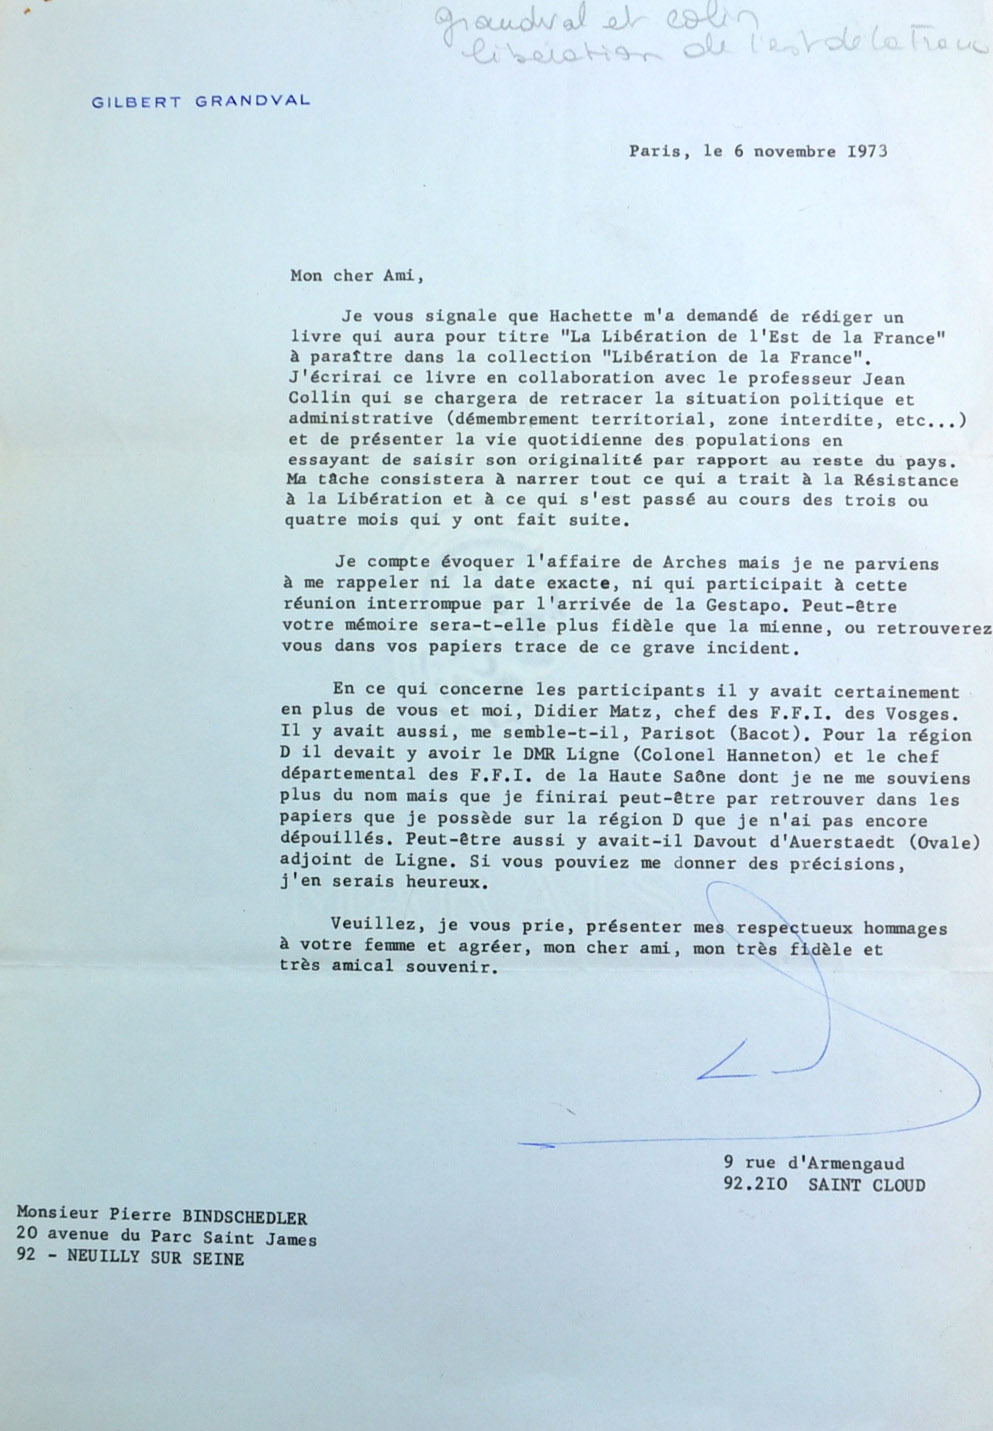 grandval et colin
libération de l'est de la Franc
GILBERT GRANDVAL
Paris, le 6 novembre I973
Mon cher Ami,
Je vous signale que Hachette m'a demandé de rédiger un
livre qui aura pour titre "La Libération de l'Est de la France"
à paraître dans la collection "Libération de la France".
J'écrirai ce livre en collaboration avec le professeur Jean
Collin qui se chargera de retracer la situation politique et
administrative (démembrement territorial, zone interdite, etc...)
et de présenter la vie quotidienne des populations en
essayant de saisir son originalité par rapport au reste du pays.
Ma tâche consistera à narrer tout ce qui a trait à la Résistance
à la Libération et à ce qui s'est passé au cours des trois ou
quatre mois qui y ont fait suite.
Je compte évoquer l'affaire de Arches mais je ne parviens
à me rappeler ni la date exacte, ni qui participait à cette
réunion interrompue par l'arrivée de la Gestapo. Peut-être
votre mémoire sera-t-elle plus fidèle que la mienne, ou retrouverez
vous dans vos papiers trace de ce grave incident.
En ce qui concerne les participants il y avait certainement
en plus de vous et moi, Didier Matz, chef des F.F.I. des Vosges.
Il y avait aussi, me semble-t-il, Parisot (Bacot). Pour la région
D il devait y avoir le DMR Ligne (Colonel Hanneton) et le chef
départemental des F.F.I. de la Haute Saône dont je ne me souviens
plus du nom mais que je finirai peut-être par retrouver dans les
papiers que je possède sur la région D que je n'ai pas encore
dépouillés. Peut-être aussi y avait-il Davout d'Auerstaedt (Ovale)
adjoint de Ligne. Si vous pouviez me donner des précisions,
j'en serais heureux.
Veuillez, je vous prie, présenter mes respectueux hommages
à votre femme et agréer, mon cher ami, mon très fidèle et
très amical souvenir.
9 rue d'Armengaud
92.2I0 SAINT CLOUD
Monsieur Pierre BINDSCHEDLER
20 avenue du Parc Saint James
92 - NEUILLY SUR SEINE